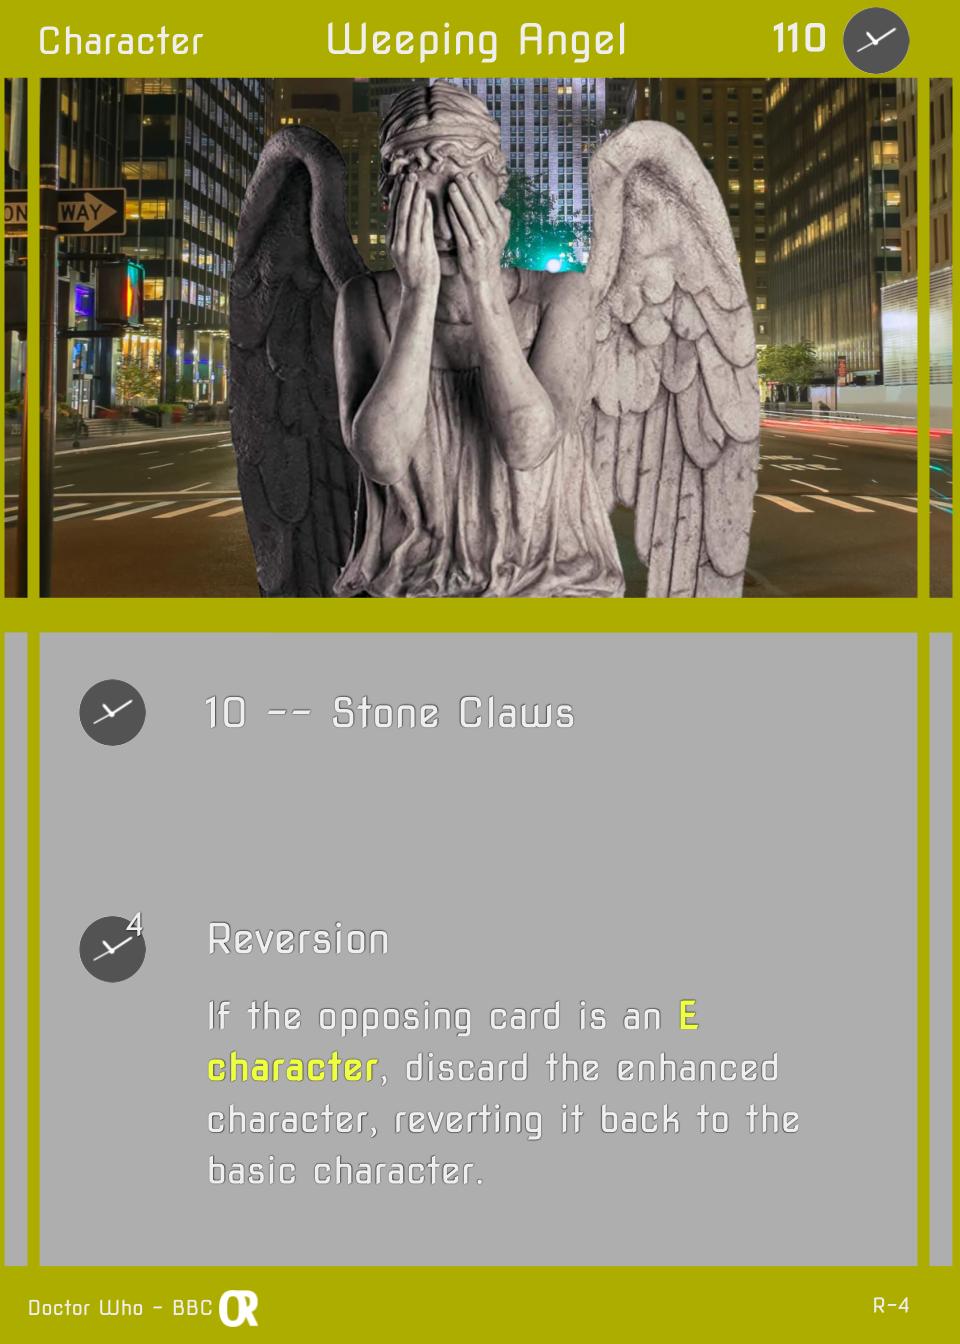 Character Weeping Angel 110
ON WAY
10 -- Stone Claws
4
Reversion
If the opposing card is an E
character, discard the enhanced
character, reverting it back to the
basic character.
Doctor Who - BBC OR R-4